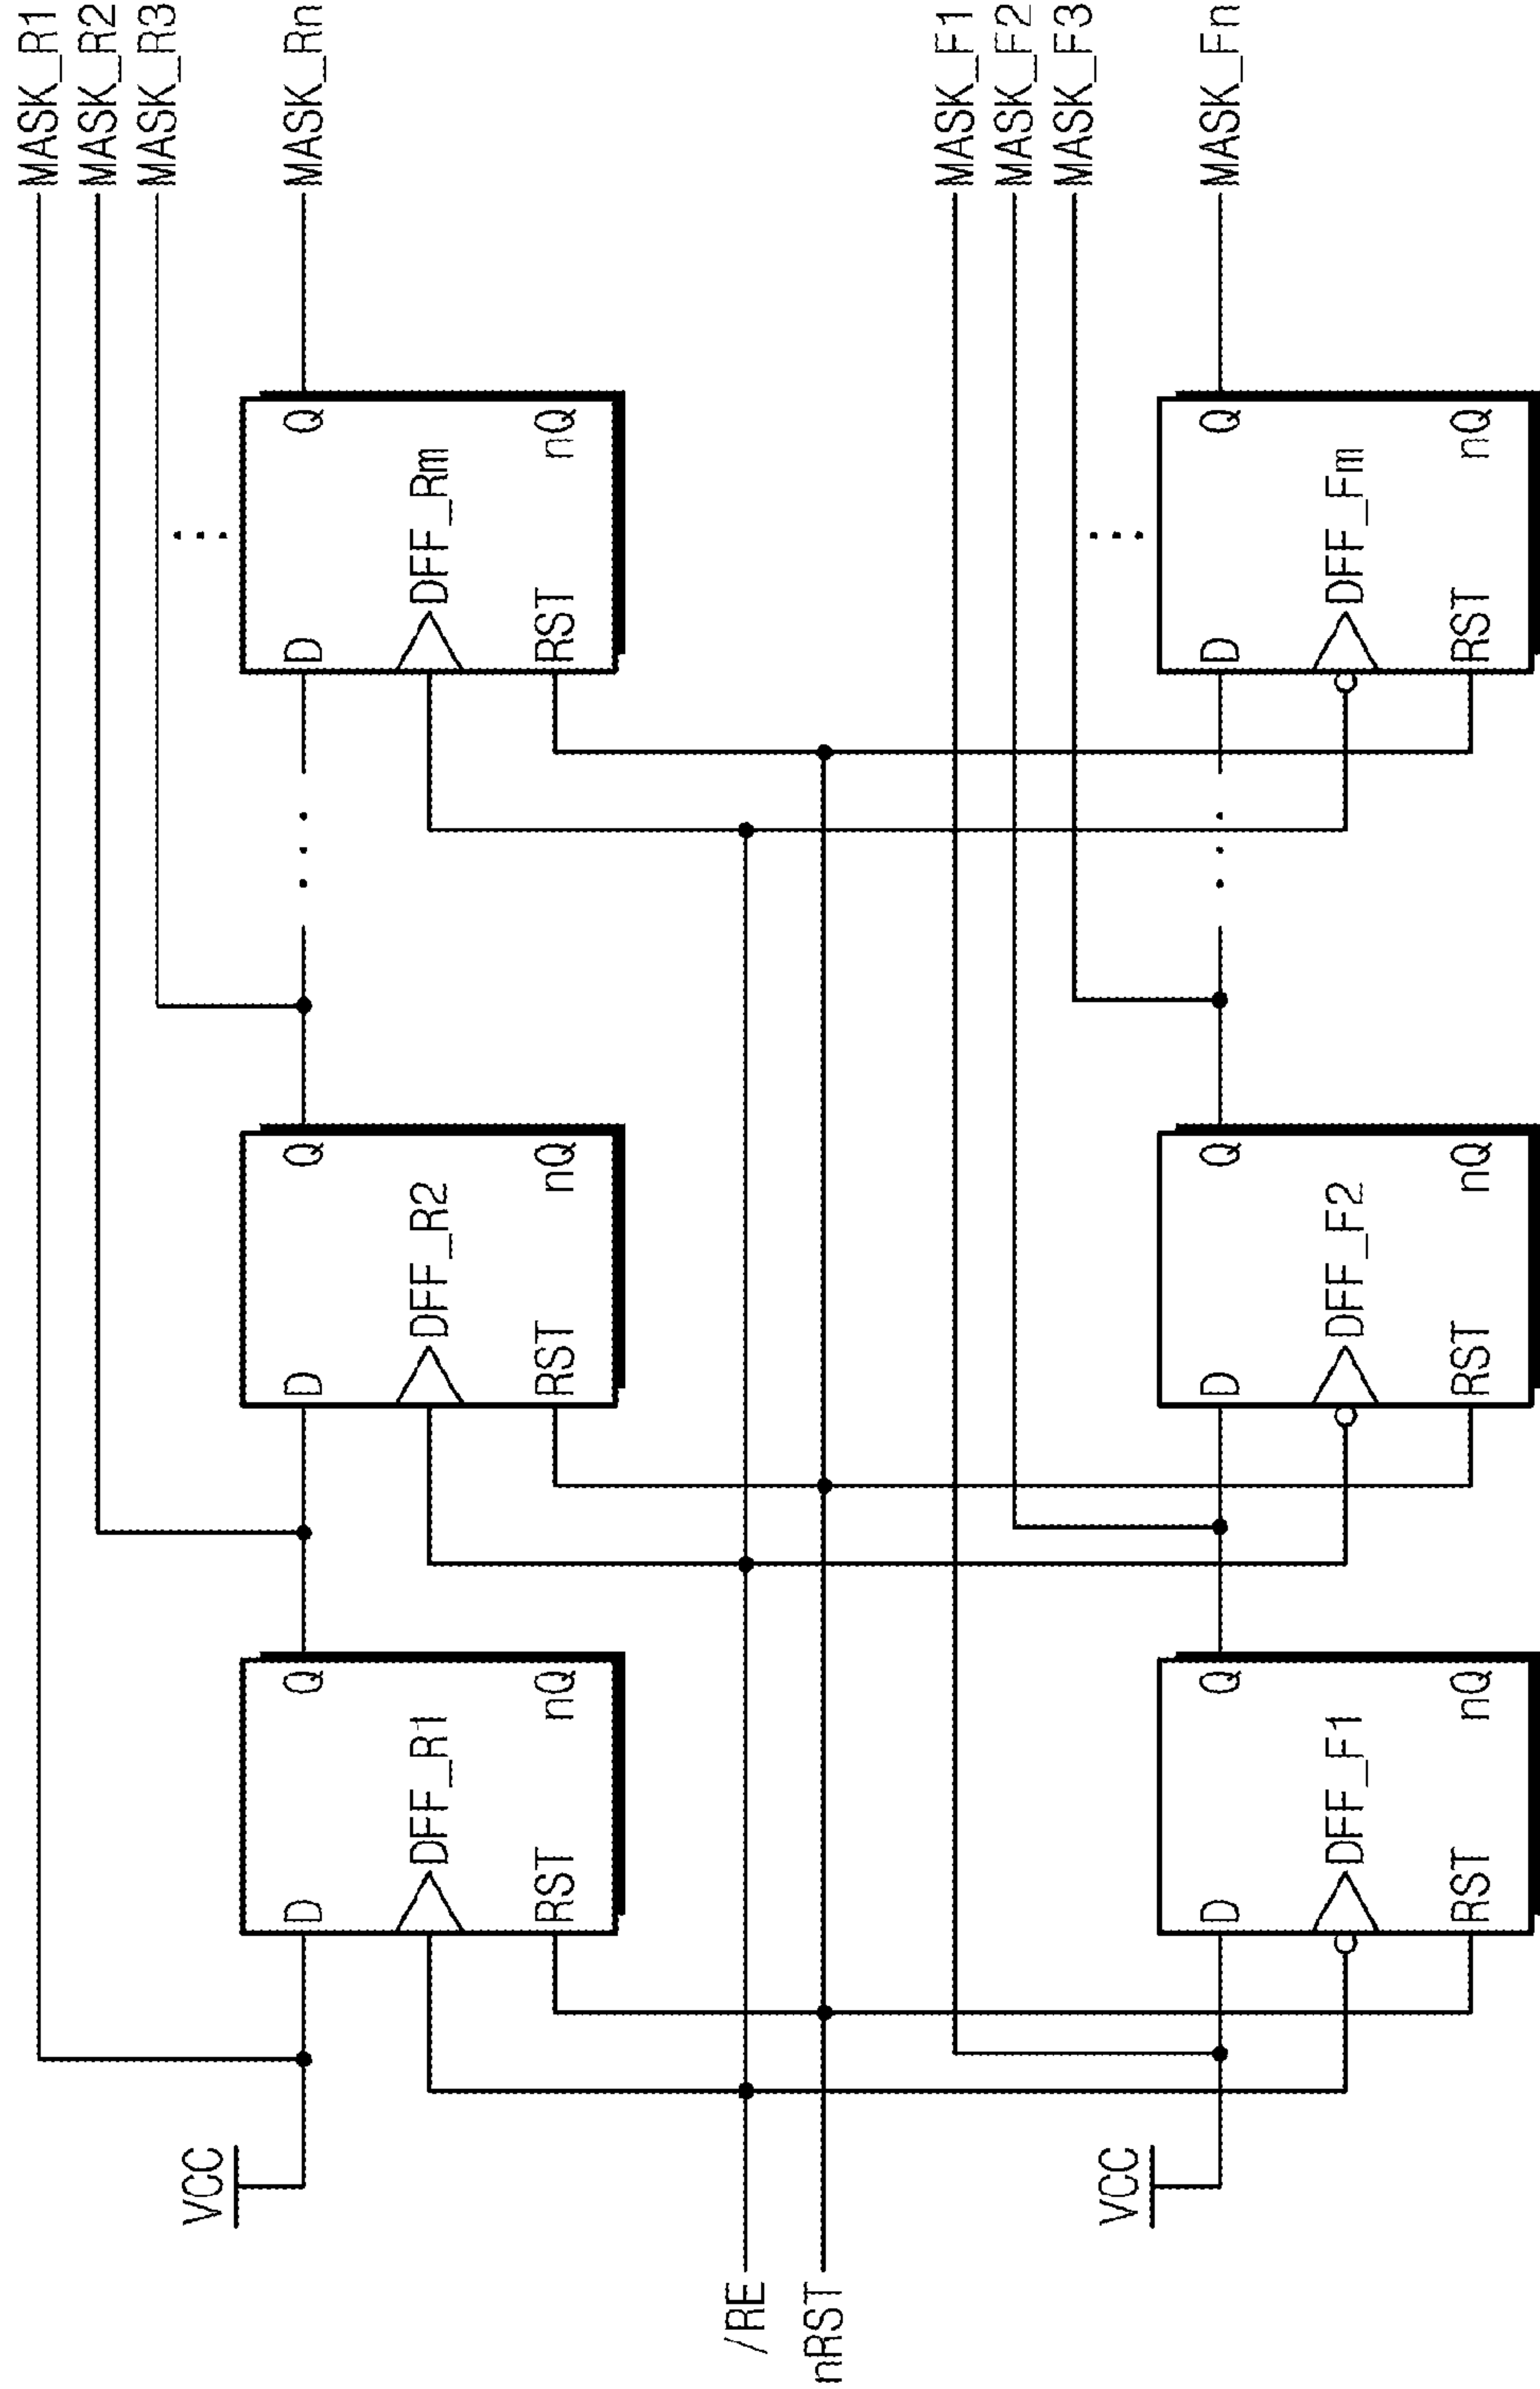 MASK_R1
MASK_R2
MASK_R3
MASK_Rn
VCC
D
Q
DFF_R1
RST
nQ
D
Q
DFF_R2
RST
nQ
D
Q
DFF_Rm
RST
nQ
/RE
nRST
MASK_F1
MASK_F2
MASK_F3
MASK_Fn
VCC
D
Q
DFF_F1
RST
nQ
D
Q
DFF_F2
RST
nQ
D
Q
DFF_Fm
RST
nQ